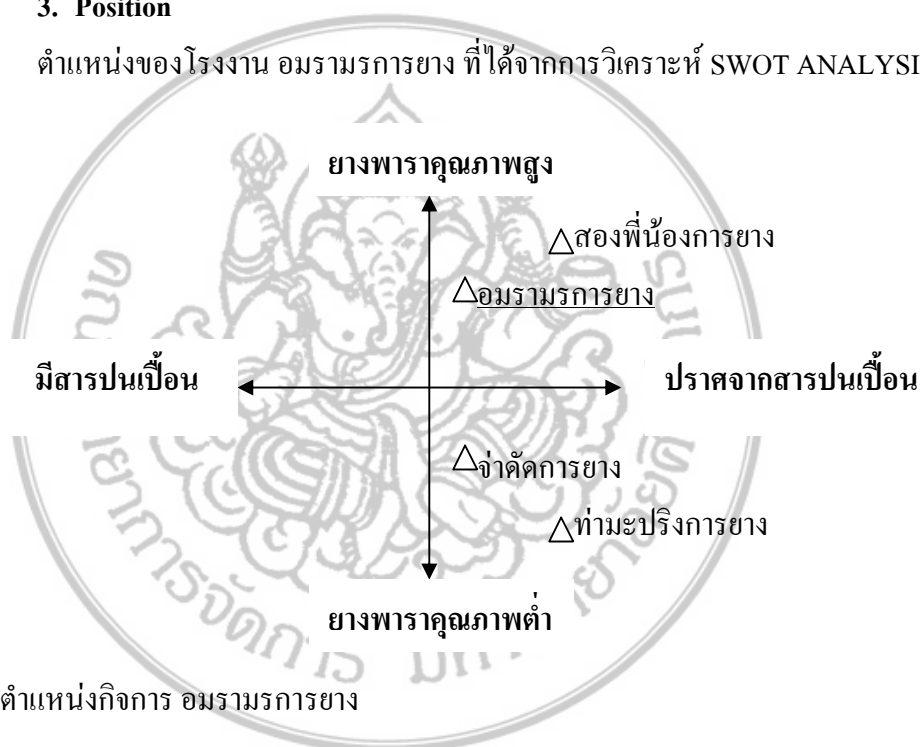 3. Position
ตำแหน่งของโรงงาน อมรามรการยาง ที่ได้จากการวิเคราะห์ SWOT ANALYSI
ยางพาราคุณภาพสูง
สองพี่น้องการยาง
อมรามรการยาง
มีสารปนเปื้อน
ปราศจากสารปนเปื้อน
จ่าดัดการยาง
ท่ามะปริงการยาง
ยางพาราคุณภาพต่ำ
ตำแหน่งกิจการ อมรามรการยาง